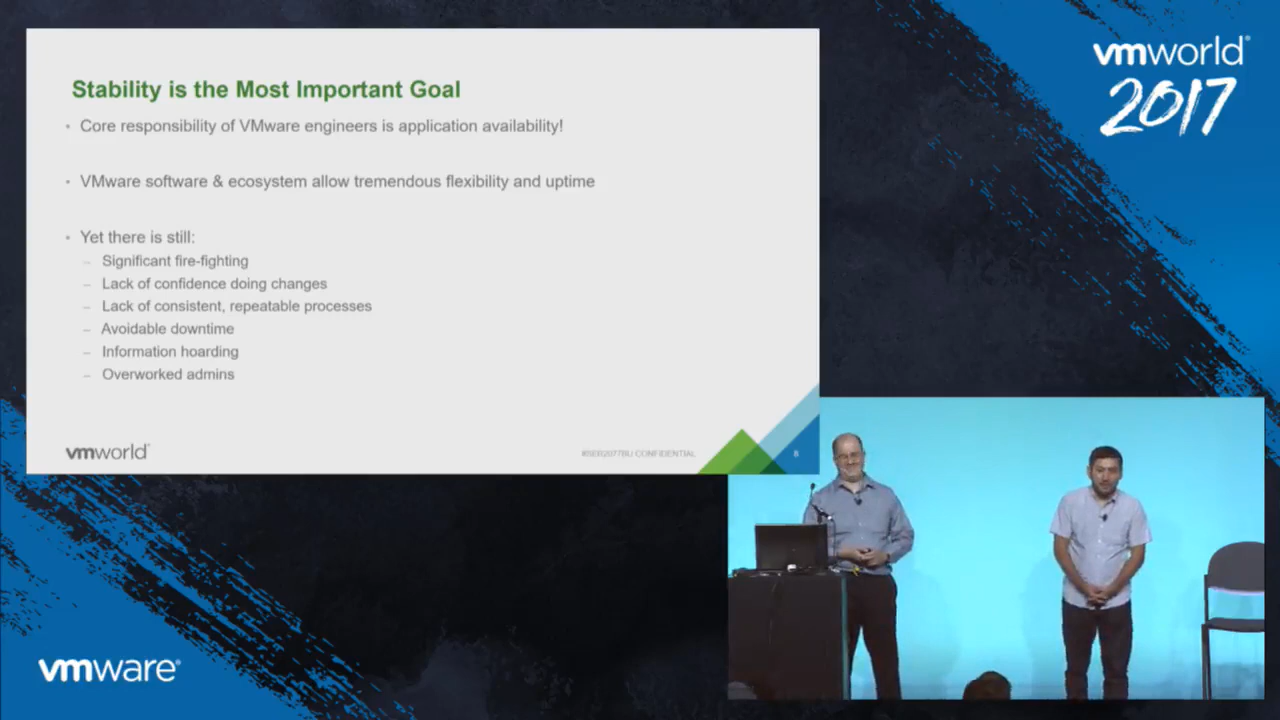 Stability is the Most Important Goal
• Core responsibility of VMware engineers is application availability!
• VMware software & ecosystem allow tremendous flexibility and uptime
• Yet there is still:
– Significant fire-fighting
– Lack of confidence doing changes
– Lack of consistent, repeatable processes
– Avoidable downtime
– Information hoarding
– Overworked admins
vmworld®
#SER2077BU CONFIDENTIAL
8
vmworld®
2017
vmware®